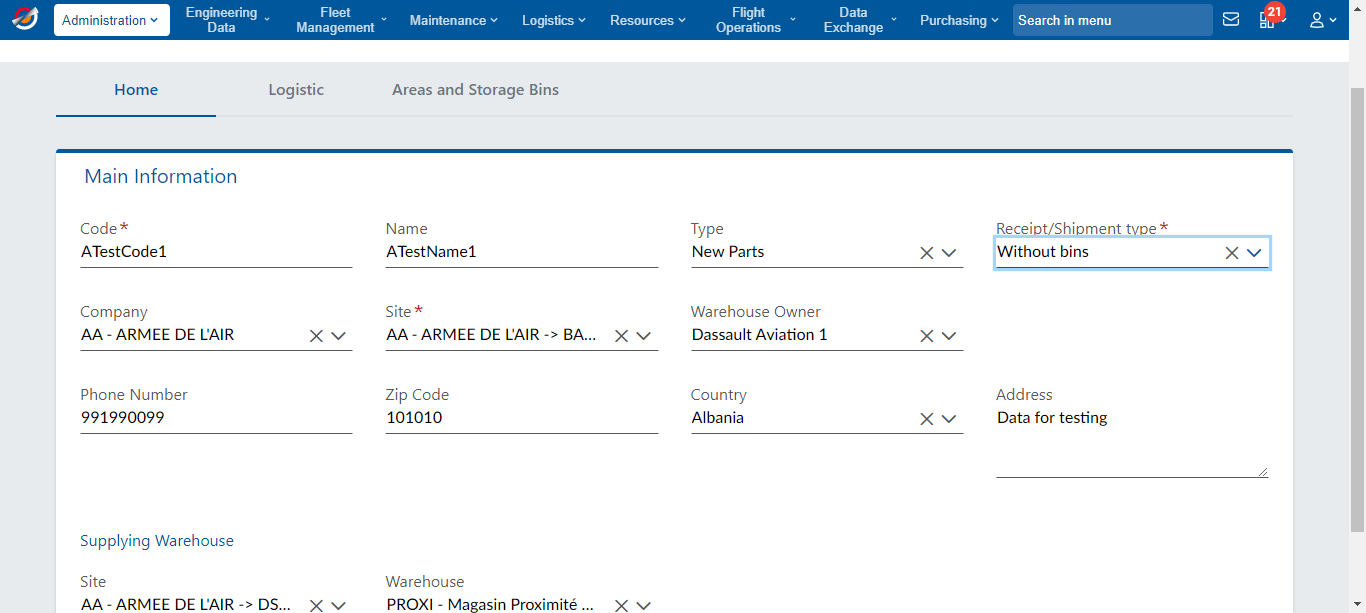 Administration
Engineering Data
Fleet Management
Maintenance
Logistics
Resources
Flight Operations
Data Exchange
Purchasing
Search in menu
21
Home
Logistic
Areas and Storage Bins
Main Information
Code*
Name
Type
Receipt/Shipment type*
ATestCode1
ATestName1
New Parts
Without bins
Company
Site*
Warehouse Owner
AA - ARMEE DE L'AIR
AA - ARMEE DE L'AIR -> BA...
Dassault Aviation 1
Phone Number
Zip Code
Country
Address
991990099
101010
Albania
Data for testing
Supplying Warehouse
Site
Warehouse
AA - ARMEE DE L'AIR -> DS...
PROXI - Magasin Proximité ...